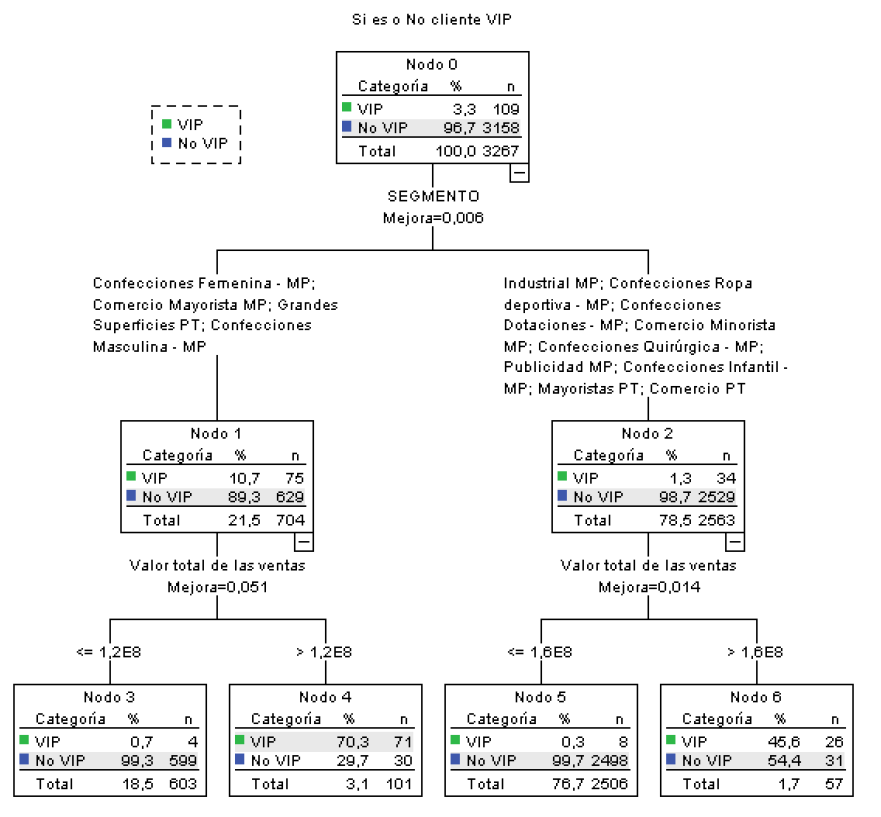 Si es o No cliente VIP
VIP
No VIP
Nodo 0
Categoría % n
VIP 3,3 109
No VIP 96,7 3158
Total 100,0 3267
SEGMENTO
Mejora=0,006
Confecciones Femenina - MP;
Comercio Mayorista MP; Grandes
Superficies PT; Confecciones
Masculina - MP
Industrial MP; Confecciones Ropa
deportiva - MP; Confecciones
Dotaciones - MP; Comercio Minorista
MP; Confecciones Quirúrgica - MP;
Publicidad MP; Confecciones Infantil -
MP; Mayoristas PT; Comercio PT
Nodo 1
Categoría % n
VIP 10,7 75
No VIP 89,3 629
Total 21,5 704
Valor total de las ventas
Mejora=0,051
Nodo 2
Categoría % n
VIP 1,3 34
No VIP 98,7 2529
Total 78,5 2563
Valor total de las ventas
Mejora=0,014
<= 1,2E8
> 1,2E8
<= 1,6E8
> 1,6E8
Nodo 3
Categoría % n
VIP 0,7 4
No VIP 99,3 599
Total 18,5 603
Nodo 4
Categoría % n
VIP 70,3 71
No VIP 29,7 30
Total 3,1 101
Nodo 5
Categoría % n
VIP 0,3 8
No VIP 99,7 2498
Total 76,7 2506
Nodo 6
Categoría % n
VIP 45,6 26
No VIP 54,4 31
Total 1,7 57